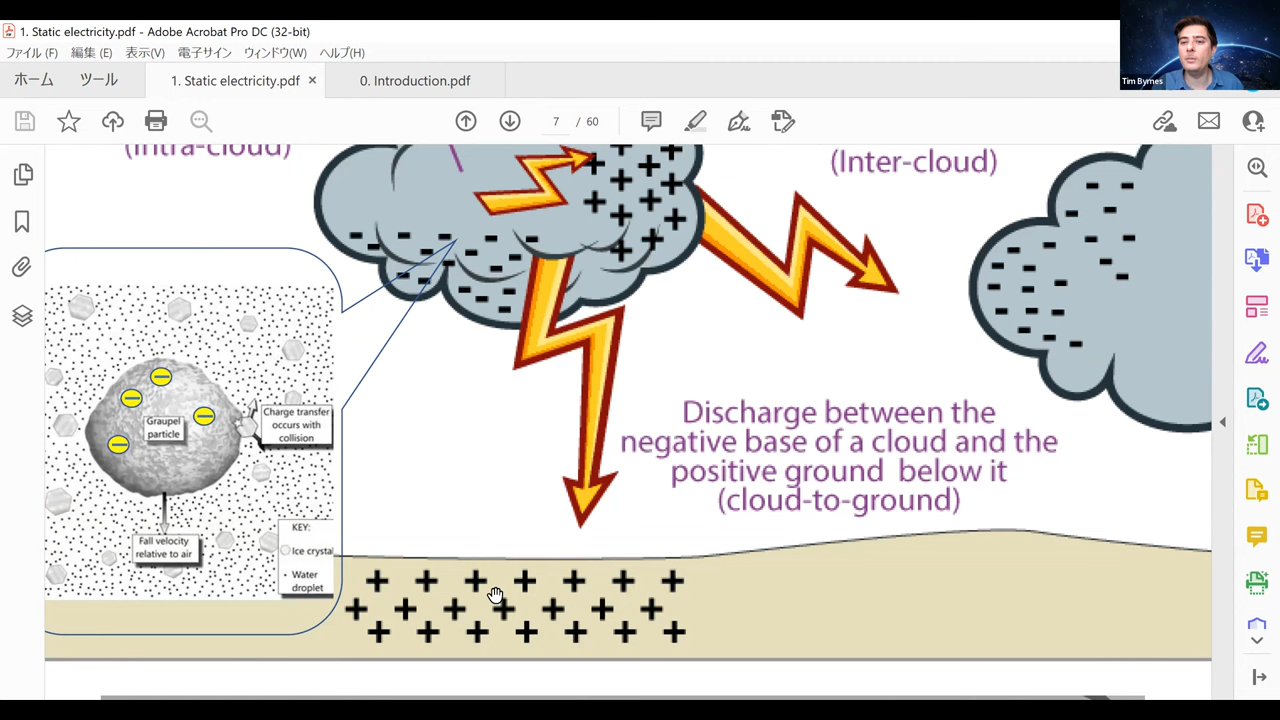 1. Static electricity.pdf - Adobe Acrobat Pro DC (32-bit)
ファイル(F) 編集(E) 表示(V) 電子サイン ウィンドウ(W) ヘルプ(H)
ホーム ツール 1. Static electricity.pdf × 0. Introduction.pdf
Tim Byrnes
7 / 60
(Intra-cloud)
(Inter-cloud)
Graupel
particle
Charge transfer
occurs with
collision
Fall velocity
relative to air
KEY:
Ice crystal
Water
droplet
Discharge between the
negative base of a cloud and the
positive ground below it
(cloud-to-ground)